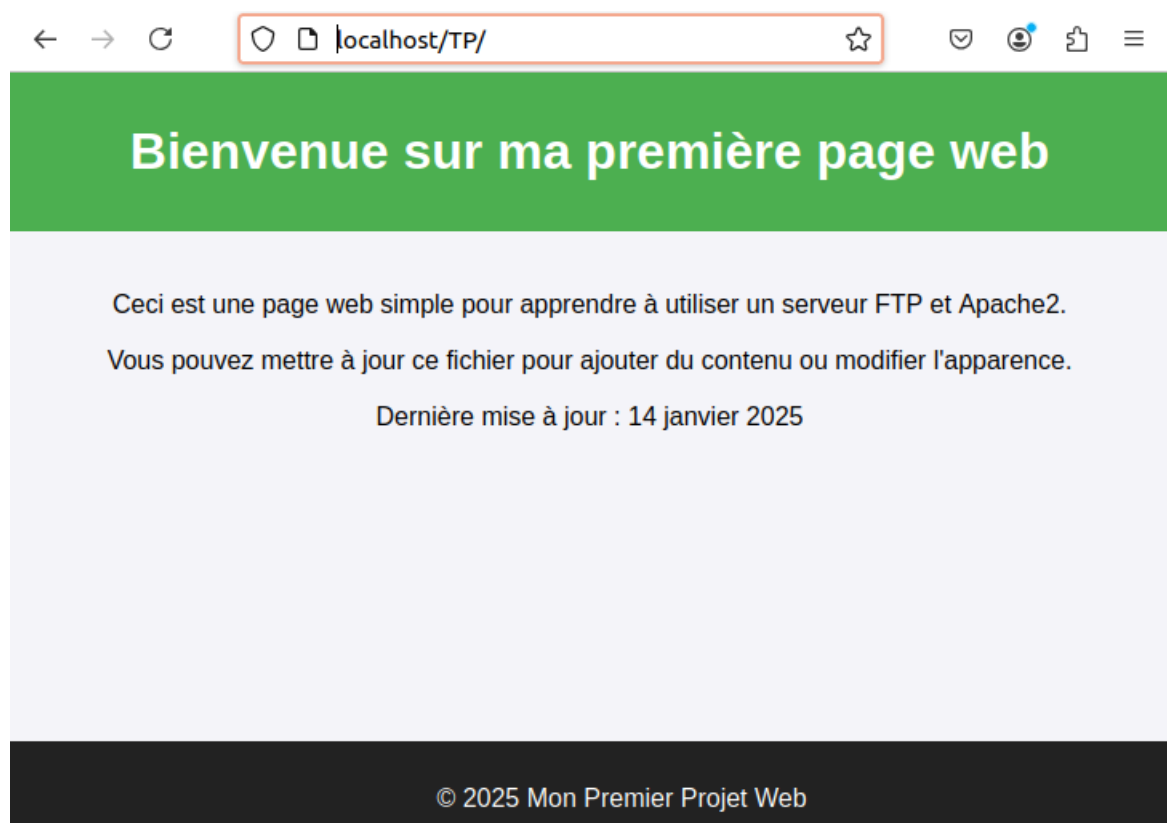 localhost/TP/
Bienvenue sur ma première page web
Ceci est une page web simple pour apprendre à utiliser un serveur FTP et Apache2.
Vous pouvez mettre à jour ce fichier pour ajouter du contenu ou modifier l'apparence.
Dernière mise à jour : 14 janvier 2025
© 2025 Mon Premier Projet Web